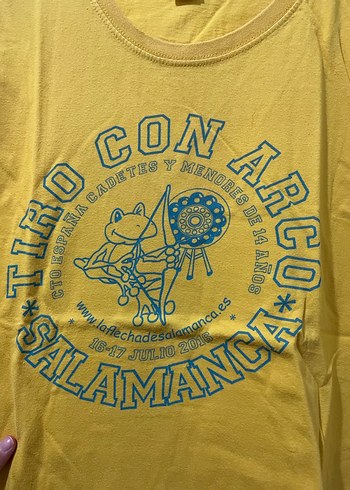 TIRO CON ARCO
CTO ESPAÑA CADETES Y MENORES DE 14 AÑOS
www.laflechadesalamanca.es
* 16-17 JULIO 2016 *
* SALAMANCA *